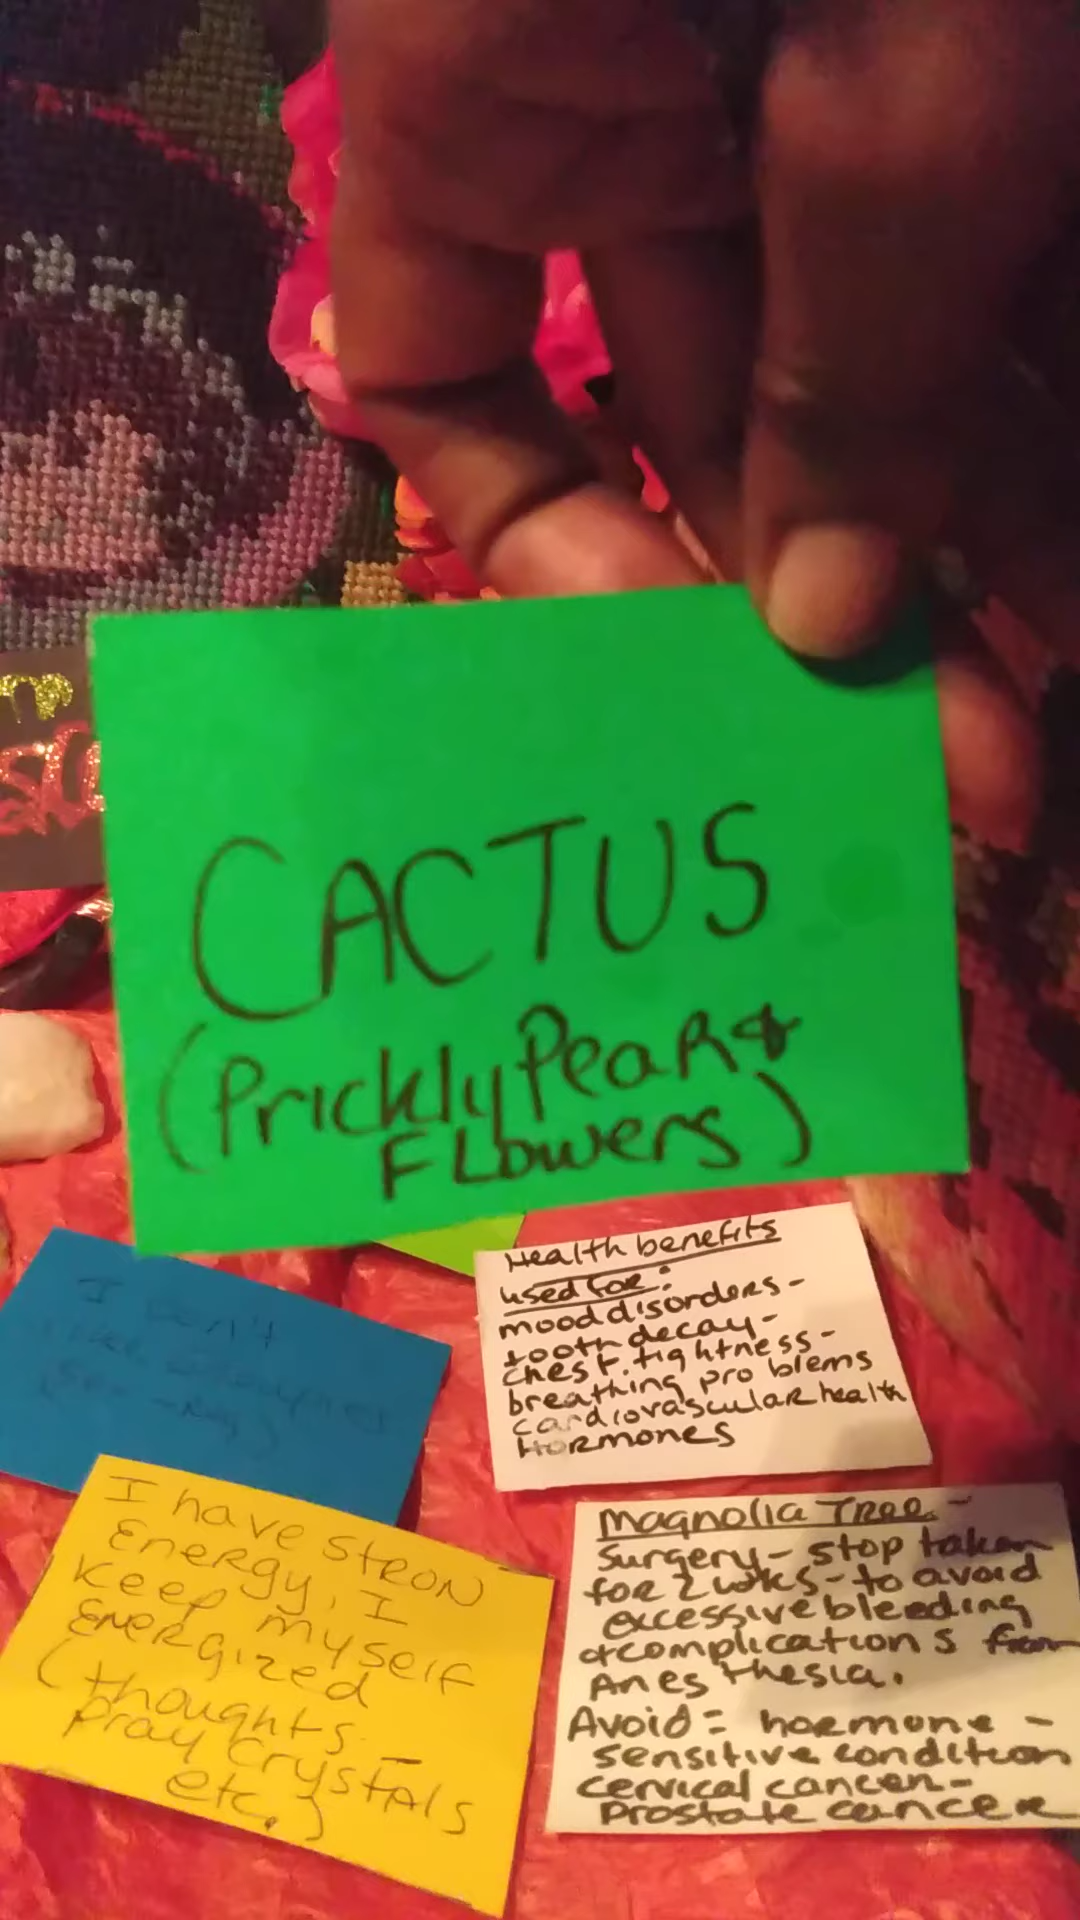 CACTUS
(Prickly Pear &
FLowers)
Health benefits
used for:
mood disorders-
tooth decay-
chest tightness-
breathing problems
cardiovascular health
Hormones
I don't
I have stron
Energy, I
Keep myself
Energized
(thoughts
Pray Crystals
etc.)
Magnolia Tree-
Surgery- stop taken
for 2 wks- to avoid
excessive bleeding
& complications from
Anesthesia.
Avoid= hormone-
sensitive condition
cervical cancer-
Prostate cancer